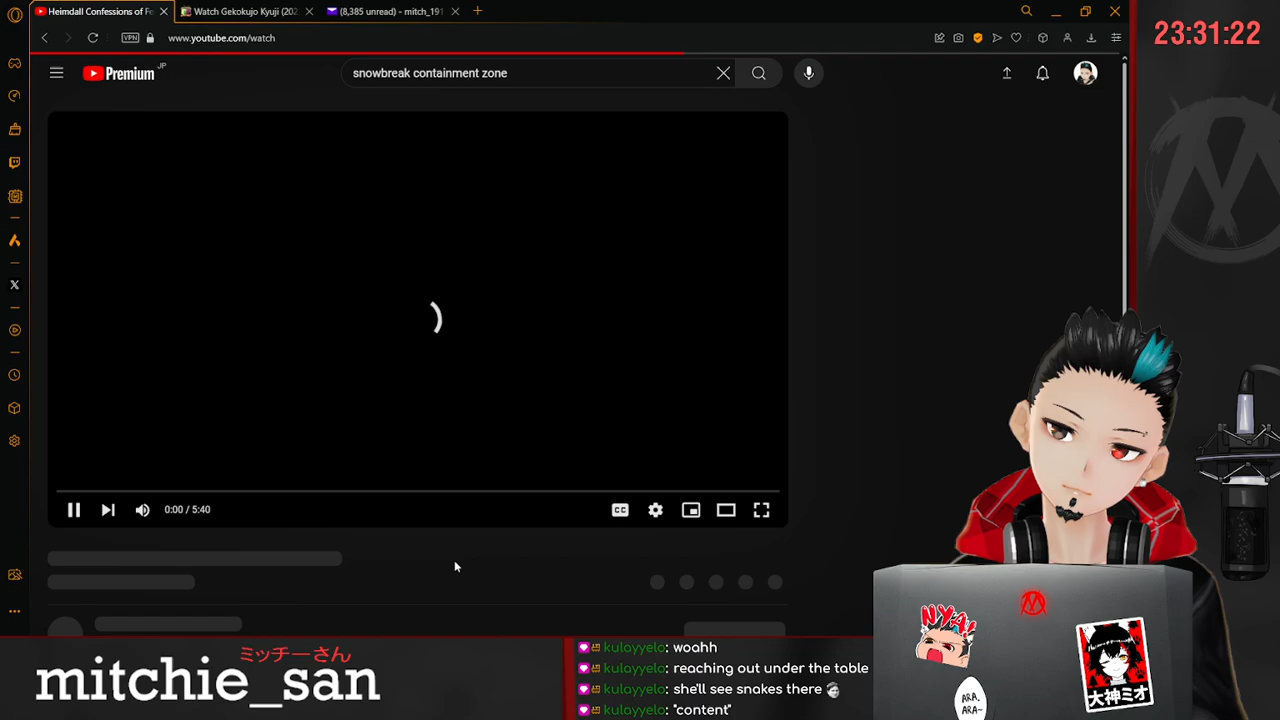 Heimdall Confessions of Fe
Watch Gekokujo Kyuji (202
(8,385 unread) - mitch_191
23:31:22
VPN
www.youtube.com/watch
Premium
JP
snowbreak containment zone
X
0:00 / 5:40
CC
NYA!
ARA,
ARA~
大神ミオ
ミッチーさん
mitchie_san
kulayyelo: woahh
kulayyelo: reaching out under the table
kulayyelo: she'll see snakes there
kulayyelo: "content"